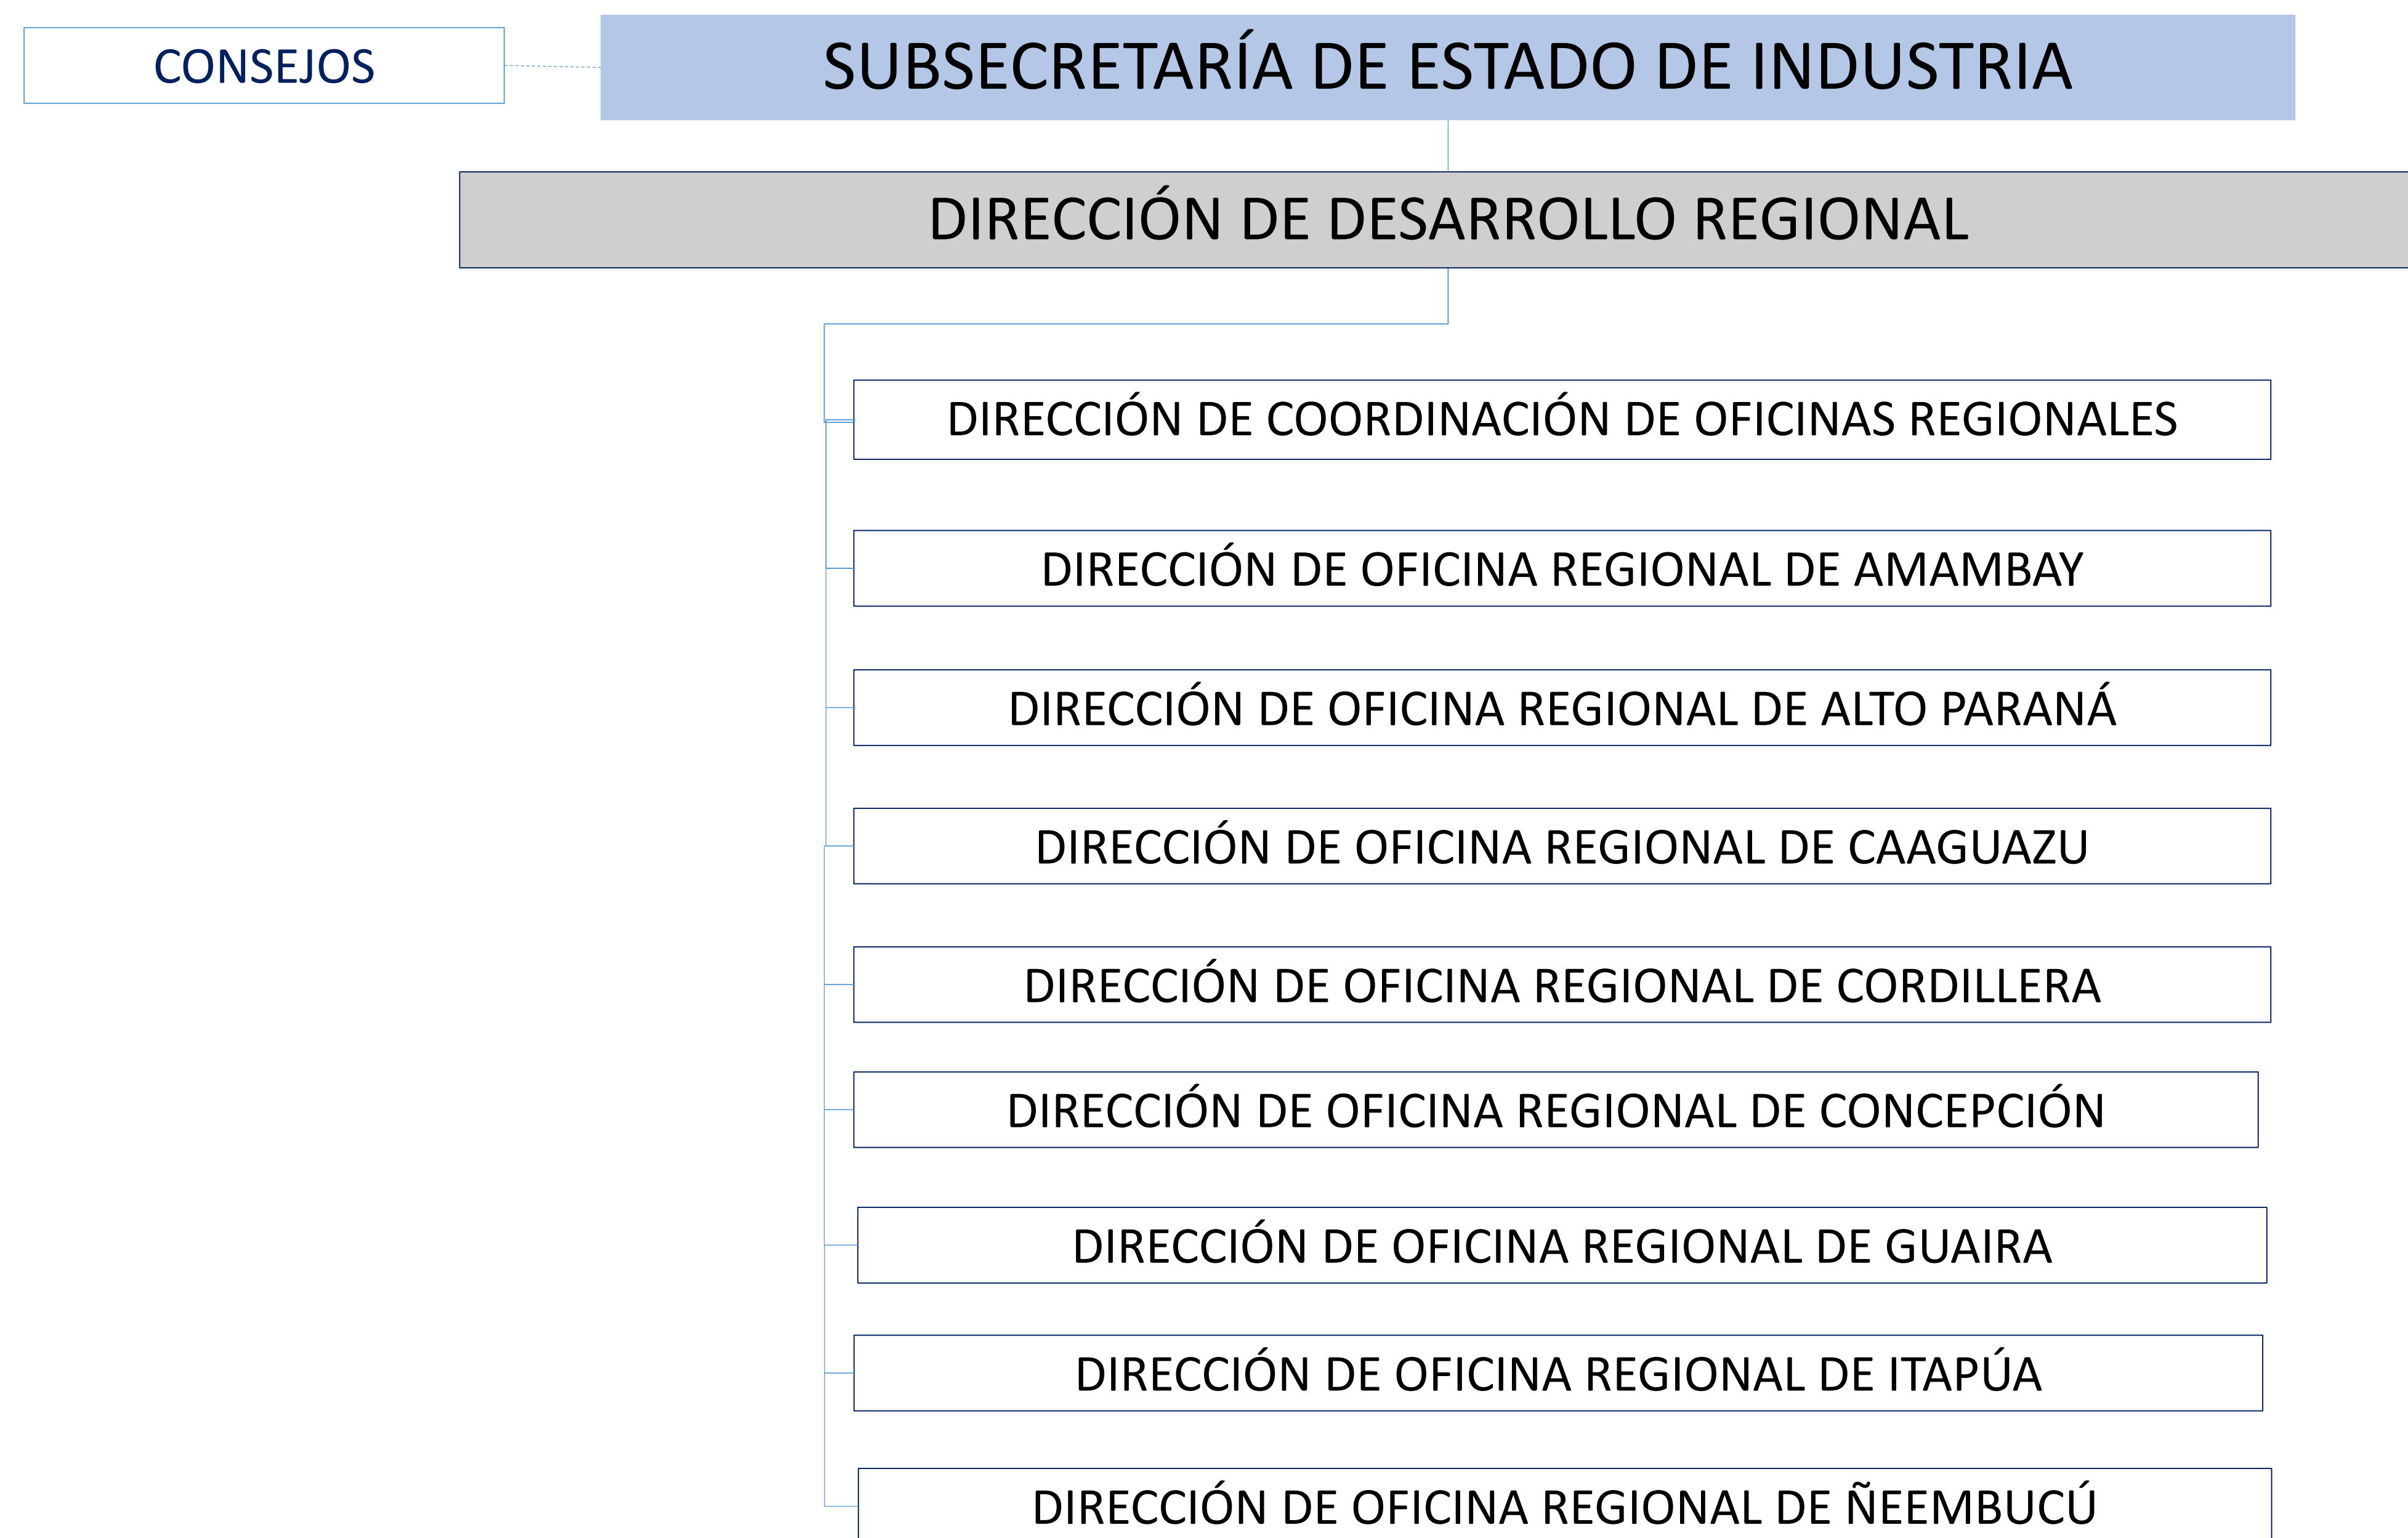 CONSEJOS
SUBSECRETARÍA DE ESTADO DE INDUSTRIA
DIRECCIÓN DE DESARROLLO REGIONAL
DIRECCIÓN DE COORDINACIÓN DE OFICINAS REGIONALES
DIRECCIÓN DE OFICINA REGIONAL DE AMAMBAY
DIRECCIÓN DE OFICINA REGIONAL DE ALTO PARANÁ
DIRECCIÓN DE OFICINA REGIONAL DE CAAGUAZU
DIRECCIÓN DE OFICINA REGIONAL DE CORDILLERA
DIRECCIÓN DE OFICINA REGIONAL DE CONCEPCIÓN
DIRECCIÓN DE OFICINA REGIONAL DE GUAIRA
DIRECCIÓN DE OFICINA REGIONAL DE ITAPÚA
DIRECCIÓN DE OFICINA REGIONAL DE ÑEEMBUCÚ